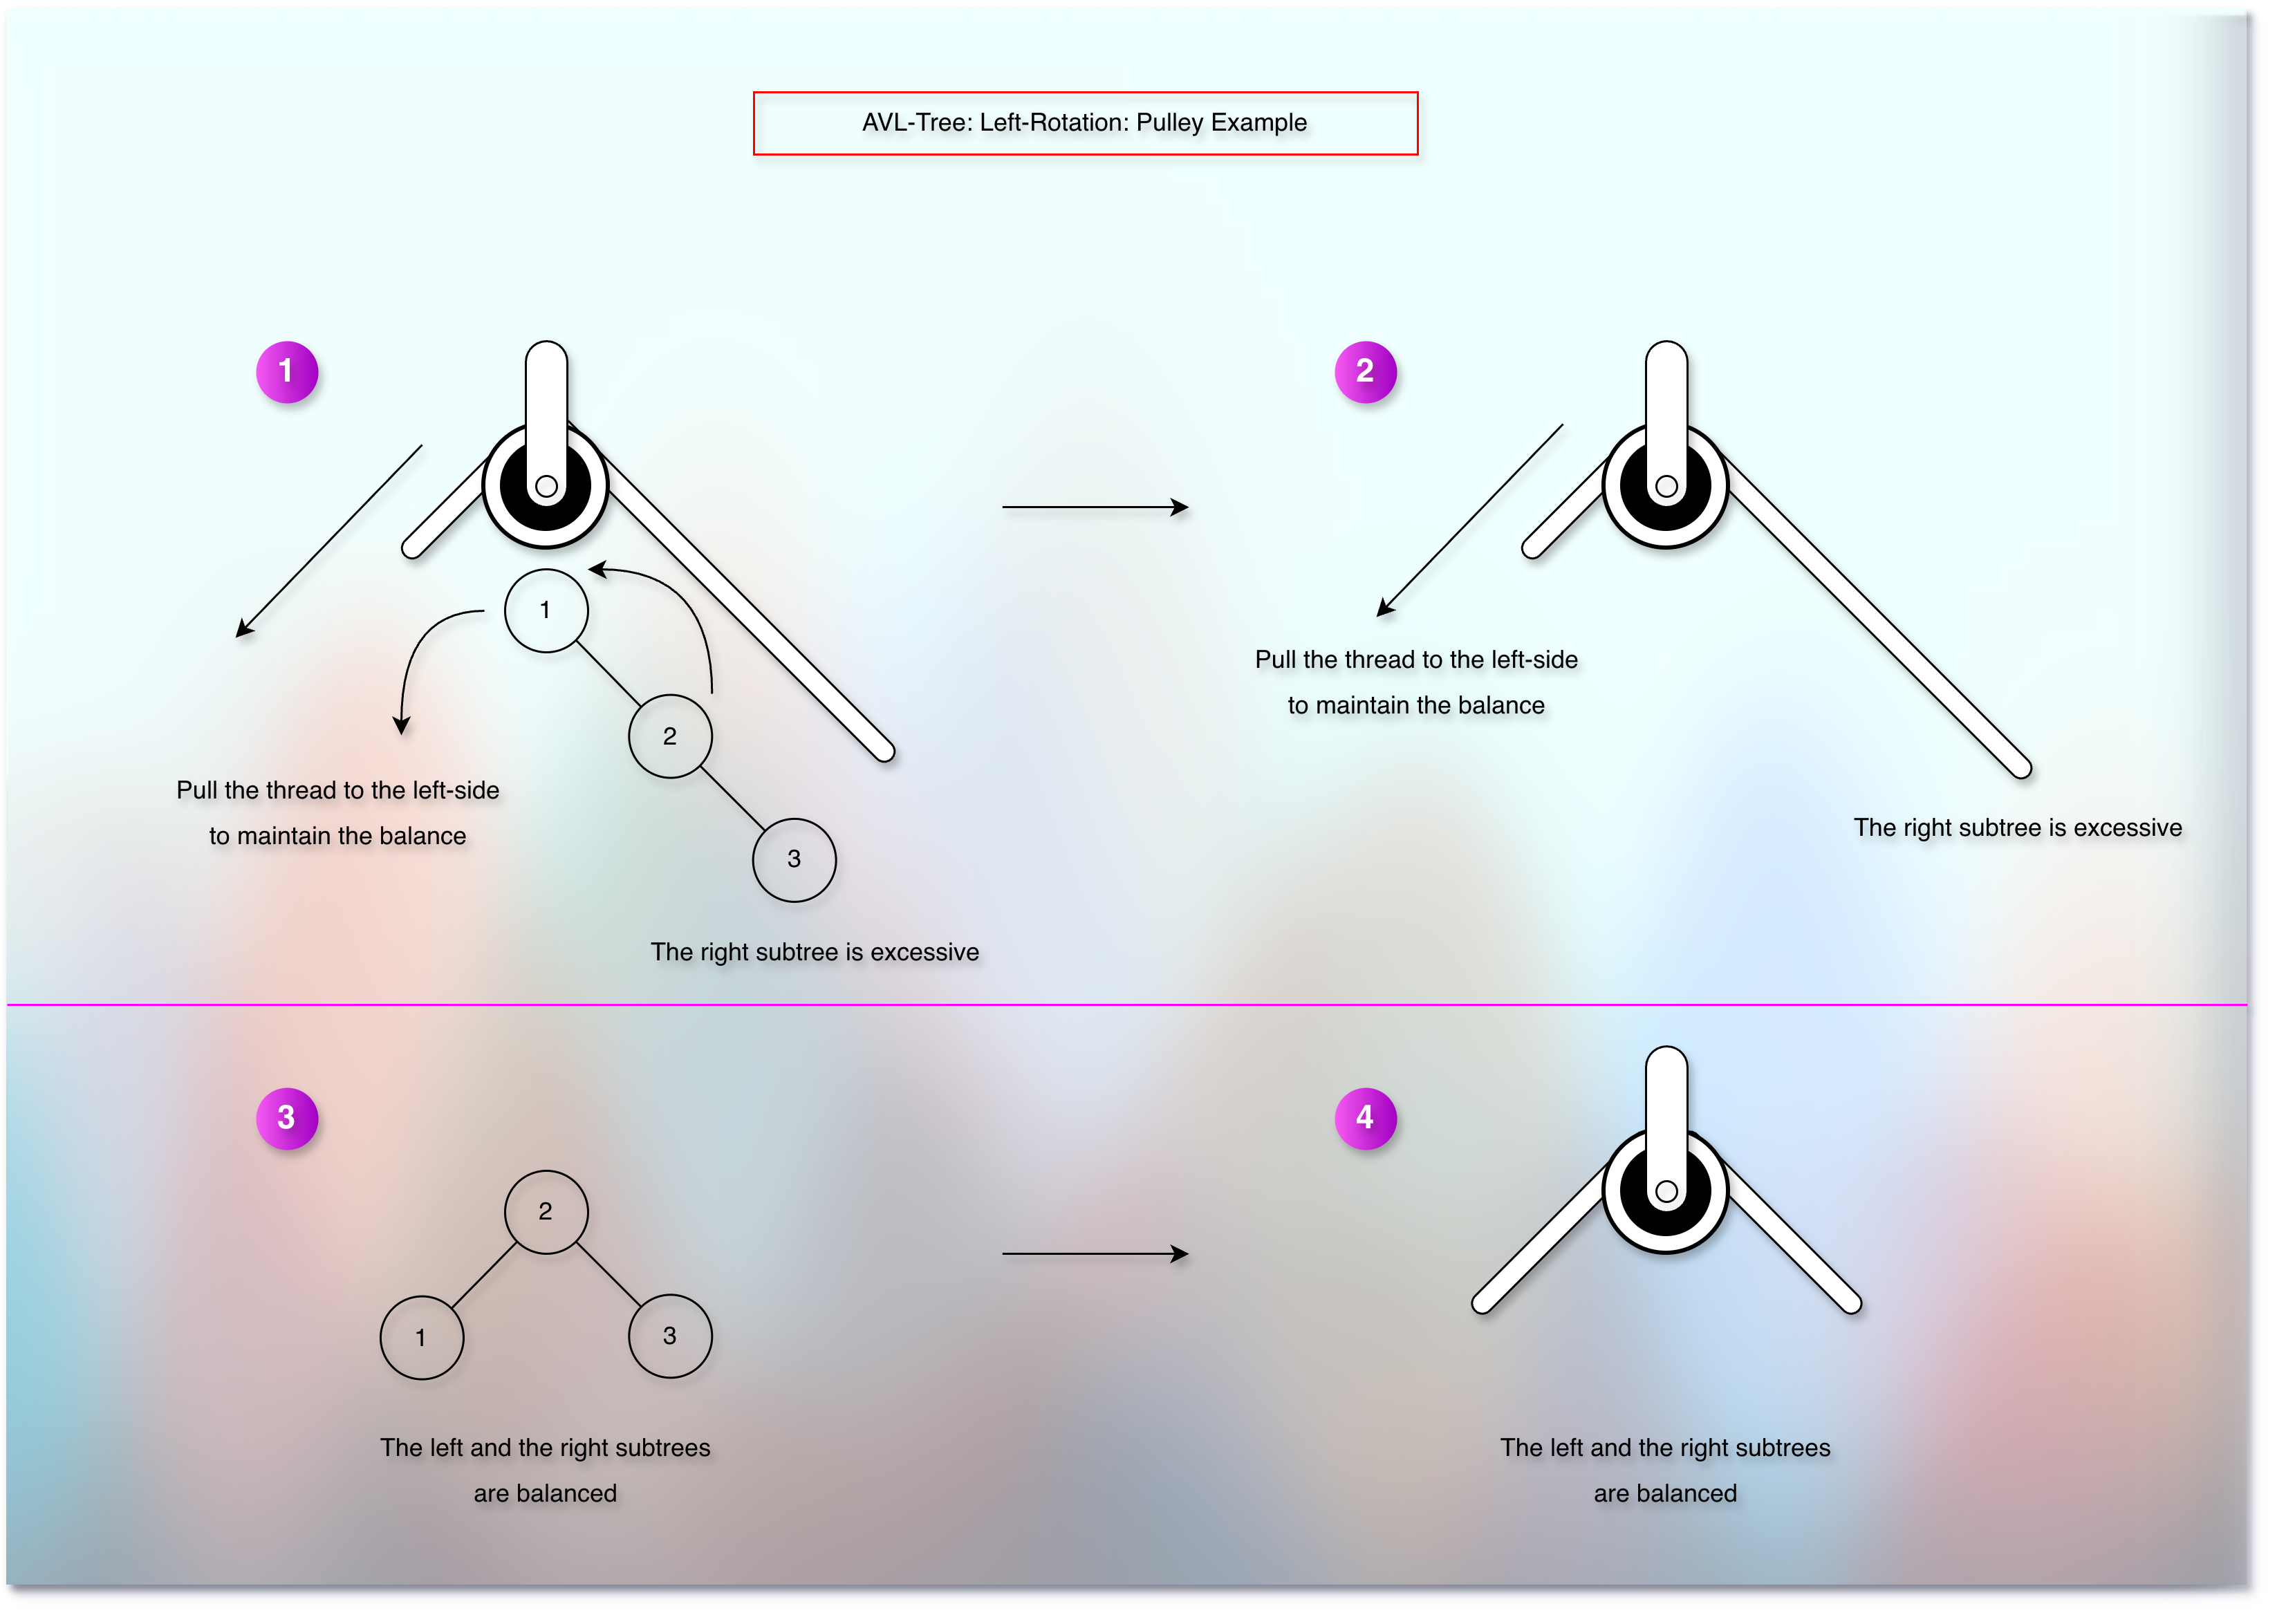 AVL-Tree: Left-Rotation: Pulley Example
1
1
2
3
Pull the thread to the left-side
to maintain the balance
The right subtree is excessive
2
Pull the thread to the left-side
to maintain the balance
The right subtree is excessive
3
2
1
3
The left and the right subtrees
are balanced
4
The left and the right subtrees
are balanced